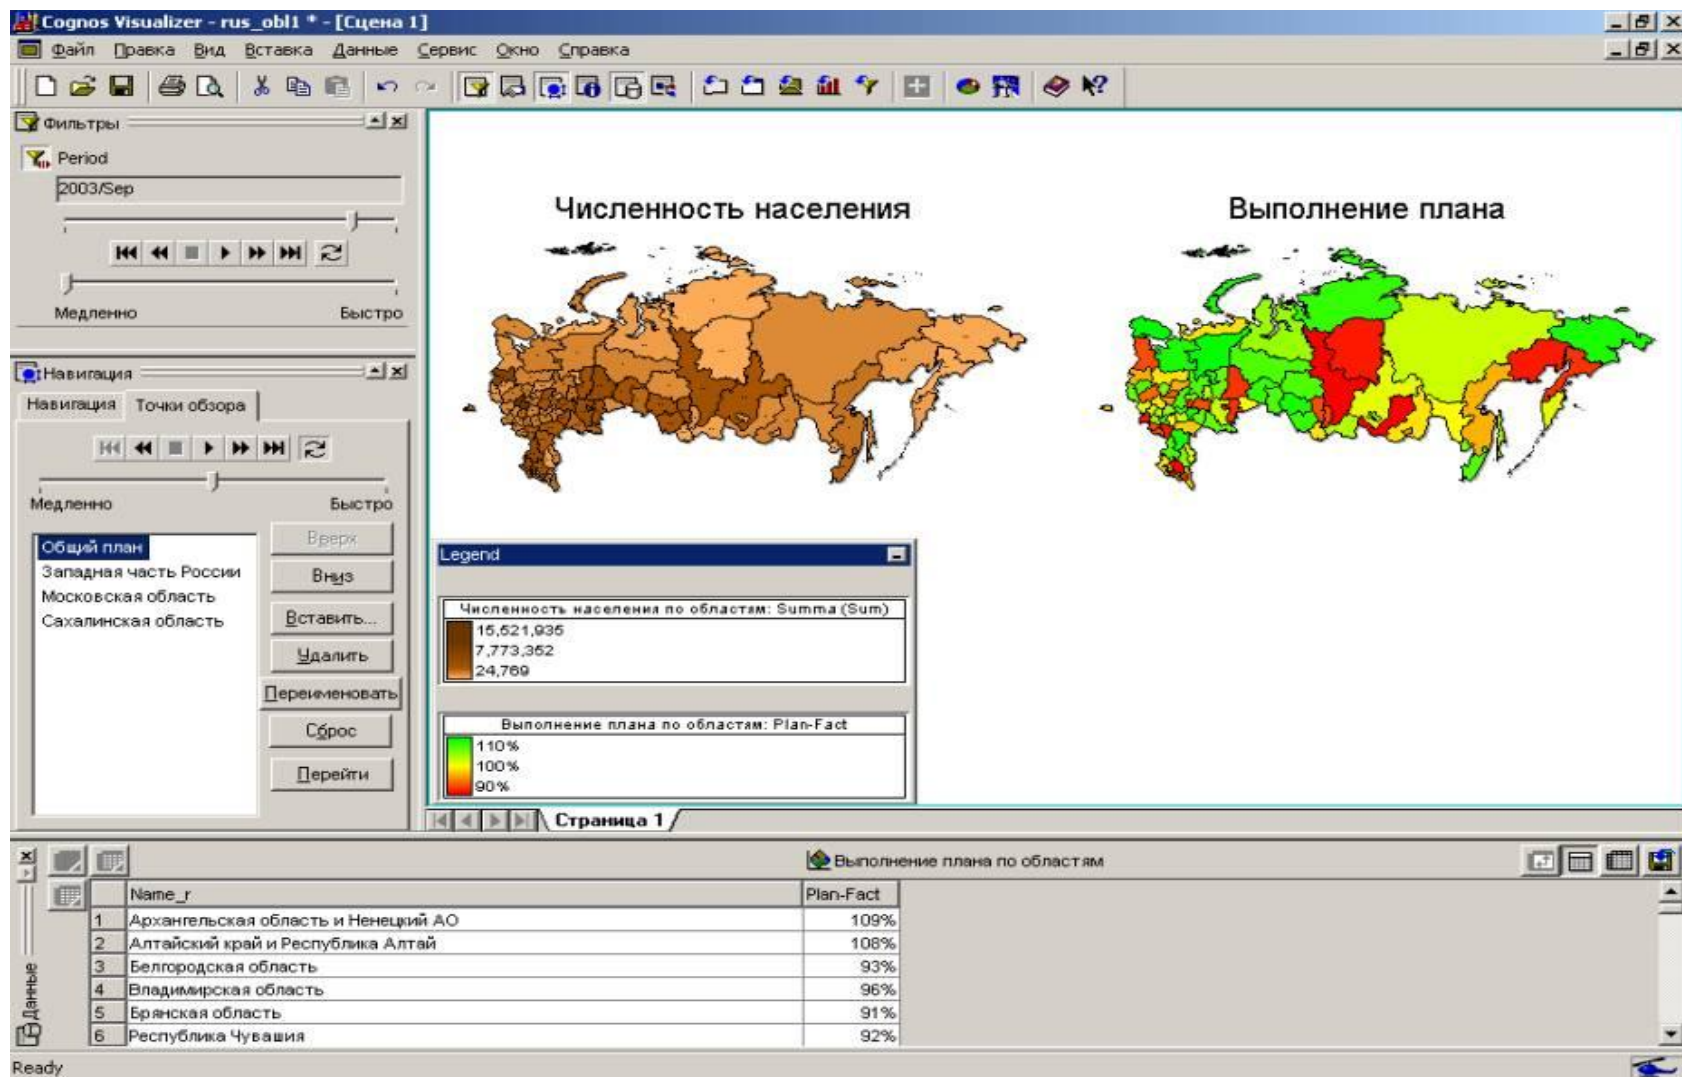 Cognos Visualizer - rus_obl1 * - [Сцена 1]
Файл Правка Вид Вставка Данные Сервис Окно Справка
Фильтры
Period
2003/Sep
Медленно Быстро
Навигация
Навигация Точки обзора
Медленно Быстро
Общий план
Западная часть России
Московская область
Сахалинская область
Вверх
Вниз
Вставить...
Удалить
Переименовать
Сброс
Перейти
Численность населения
Выполнение плана
Legend
Численность населения по областям: Summa (Sum)
15,521,935
7,773,352
24,769
Выполнение плана по областям: Plan-Fact
110%
100%
90%
Страница 1
Выполнение плана по областям
Данные
Name_r Plan-Fact
1 Архангельская область и Ненецкий АО 109%
2 Алтайский край и Республика Алтай 108%
3 Белгородская область 93%
4 Владимирская область 96%
5 Брянская область 91%
6 Республика Чувашия 92%
Ready